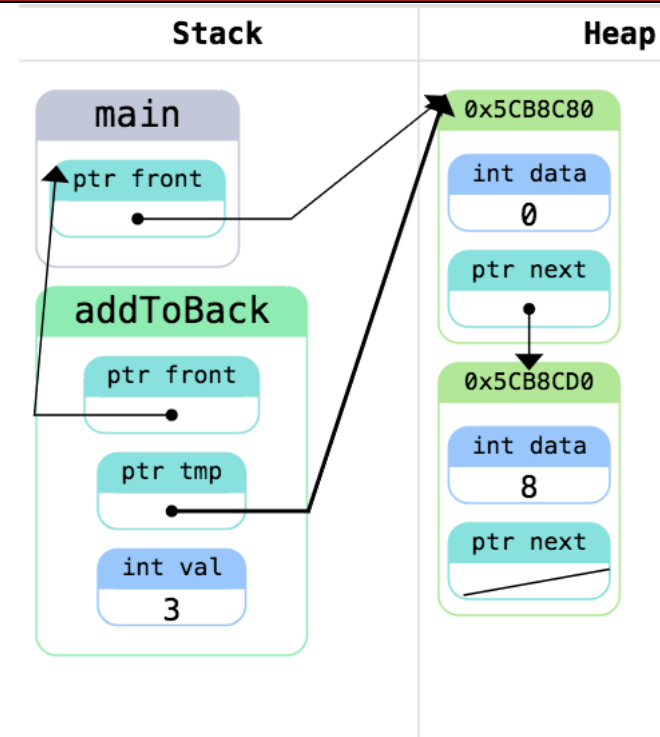 Stack
Heap
main
ptr front
addToBack
ptr front
ptr tmp
int val
3
0x5CB8C80
int data
0
ptr next
0x5CB8CD0
int data
8
ptr next